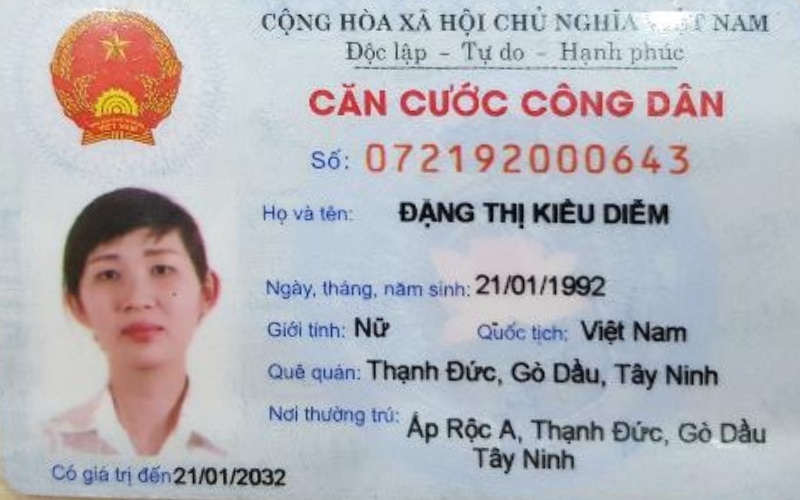 CỘNG HÒA XÃ HỘI CHỦ NGHĨA VIỆT NAM
Độc lập - Tự do - Hạnh phúc
CĂN CƯỚC CÔNG DÂN
Số: 072192000643
Họ và tên: ĐẶNG THỊ KIỀU DIỄM
Ngày, tháng, năm sinh: 21/01/1992
Giới tính: Nữ Quốc tịch: Việt Nam
Quê quán: Thạnh Đức, Gò Dầu, Tây Ninh
Nơi thường trú: Ấp Rộc A, Thạnh Đức, Gò Dầu
Tây Ninh
Có giá trị đến 21/01/2032